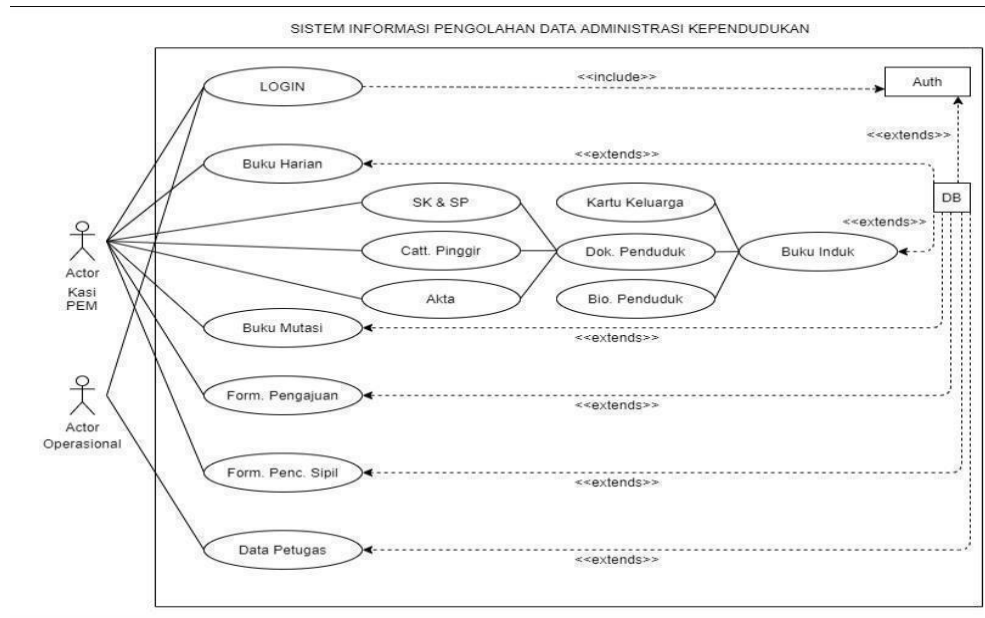 SISTEM INFORMASI PENGOLAHAN DATA ADMINISTRASI KEPENDUDUKAN
LOGIN
<<include>>
Auth
<<extends>>
Buku Harian
<<extends>>
DB
SK & SP
Kartu Keluarga
<<extends>>
Catt. Pinggir
Dok. Penduduk
Buku Induk
Actor
Kasi
PEM
Akta
Bio. Penduduk
Buku Mutasi
<<extends>>
Form. Pengajuan
<<extends>>
Actor
Operasional
Form. Penc. Sipil
<<extends>>
Data Petugas
<<extends>>